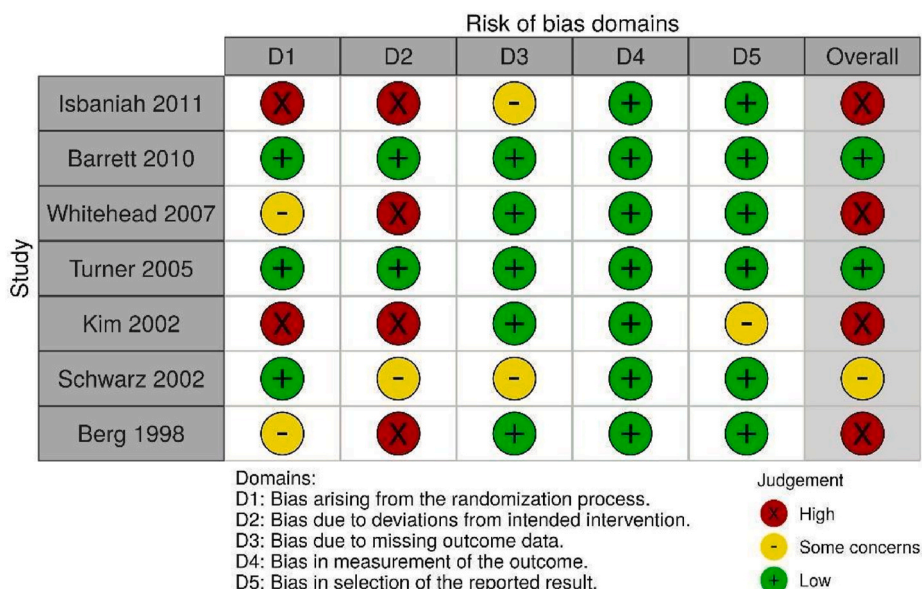 Risk of bias domains
D1 D2 D3 D4 D5 Overall
Study
Isbaniah 2011 X X - + + X
Barrett 2010 + + + + + +
Whitehead 2007 - X + + + X
Turner 2005 + + + + + +
Kim 2002 X X + + - X
Schwarz 2002 + - - + + -
Berg 1998 - X + + + X
Domains:
D1: Bias arising from the randomization process.
D2: Bias due to deviations from intended intervention.
D3: Bias due to missing outcome data.
D4: Bias in measurement of the outcome.
D5: Bias in selection of the reported result.
Judgement
X High
- Some concerns
+ Low